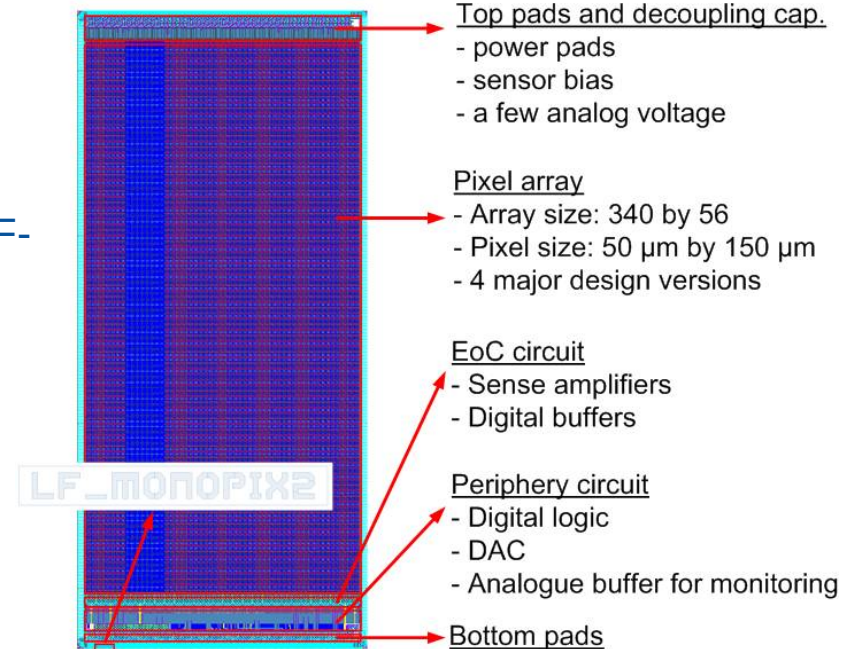 Top pads and decoupling cap.
- power pads
- sensor bias
- a few analog voltage
Pixel array
- Array size: 340 by 56
- Pixel size: 50 μm by 150 μm
- 4 major design versions
EoC circuit
- Sense amplifiers
- Digital buffers
LF_MONOPIX2
Periphery circuit
- Digital logic
- DAC
- Analogue buffer for monitoring
Bottom pads